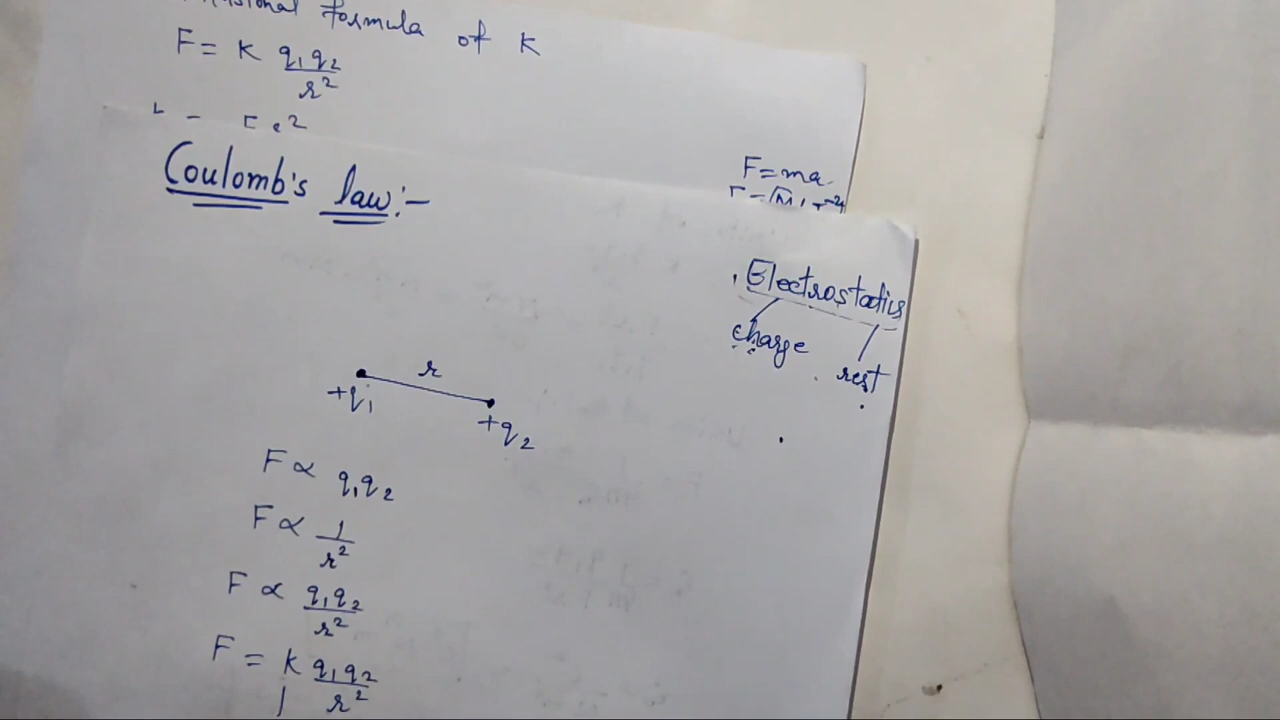 formula of K
F = K q₁q₂/r²
F = ma
Coulomb's law:-
Electrostatics
charge rest
r
+q₁
+q₂
F ∝ q₁q₂
F ∝ 1/r²
F ∝ q₁q₂/r²
F = K q₁q₂/r²